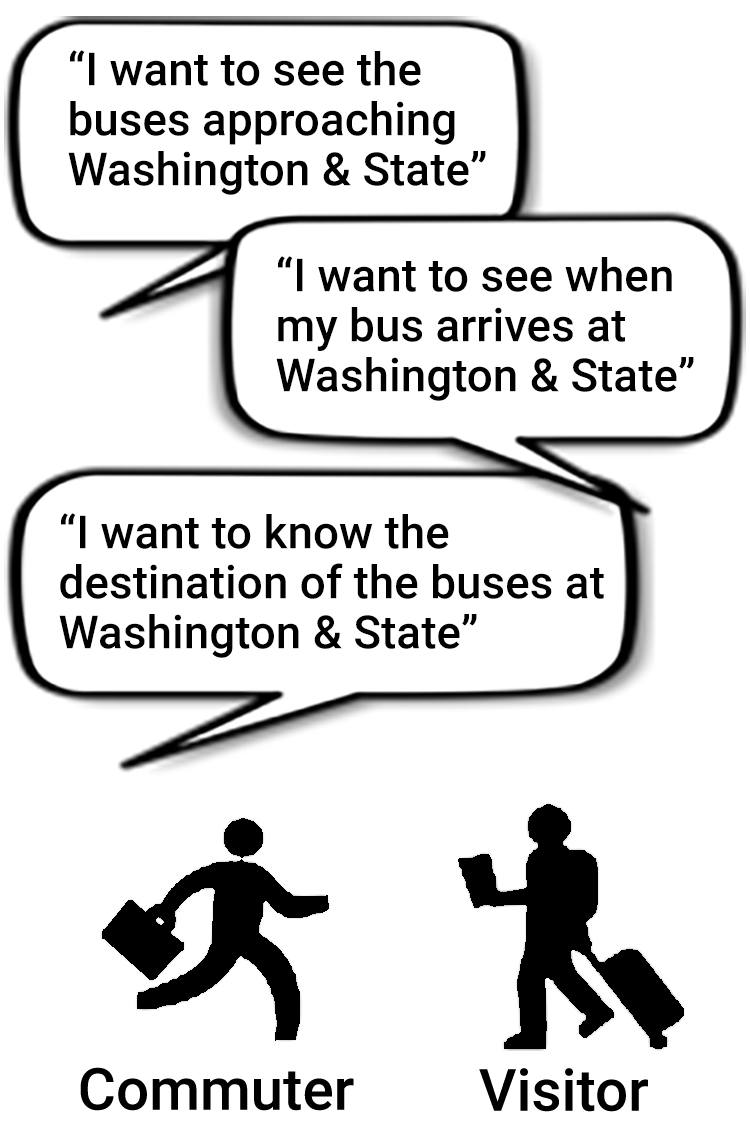 “I want to see the
buses approaching
Washington & State”
“I want to see when
my bus arrives at
Washington & State”
“I want to know the
destination of the buses at
Washington & State”
Commuter
Visitor